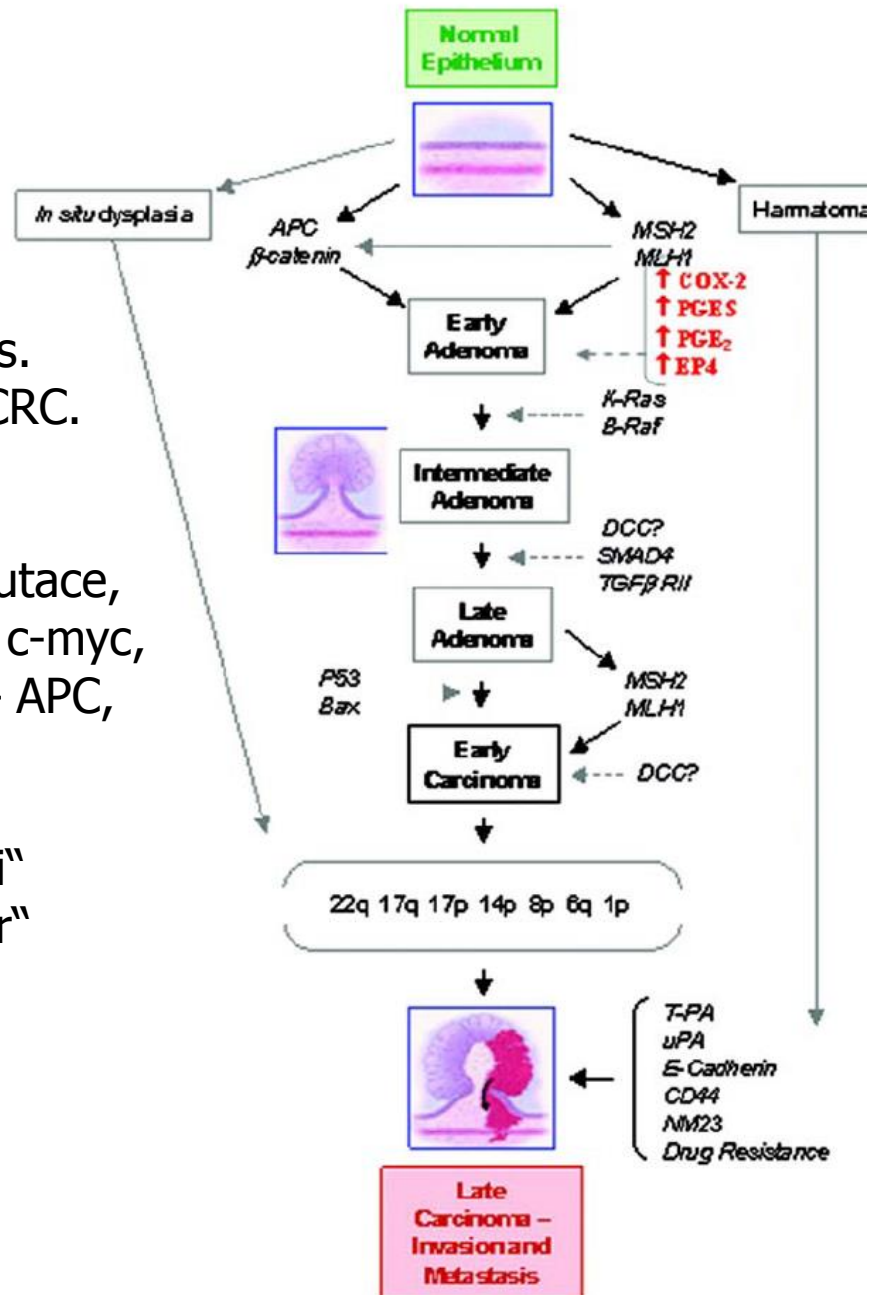 Normal
Epithelium
In situ dysplasia
Harmatoma
APC
β-catenin
MSH2
MLH1
↑ COX-2
↑ PGES
↑ PGE₂
↑ EP4
Early
Adenoma
s.
CRC.
K-Ras
B-Raf
Intermediate
Adenoma
DCC?
SMAD4
TGFβ RII
utace,
c-myc,
- APC,
Late
Adenoma
P53
Bax
MSH2
MLH1
Early
Carcinoma
DCC?
i“
r“
22q 17q 17p 14p 8p 6q 1p
T-PA
uPA
E-Cadherin
CD44
NM23
Drug Resistance
Late
Carcinoma –
Invasion and
Metastasis